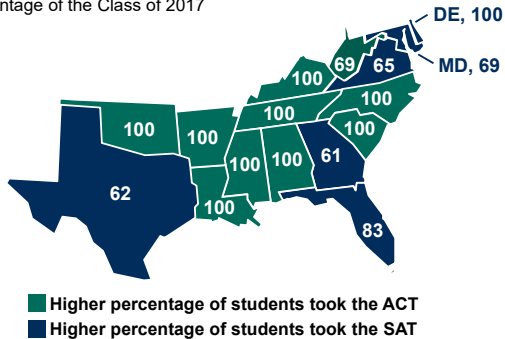 ntage of the Class of 2017
DE, 100
69
65
MD, 69
100
100
100
100
100
100
61
100
100
62
100
83
Higher percentage of students took the ACT
Higher percentage of students took the SAT